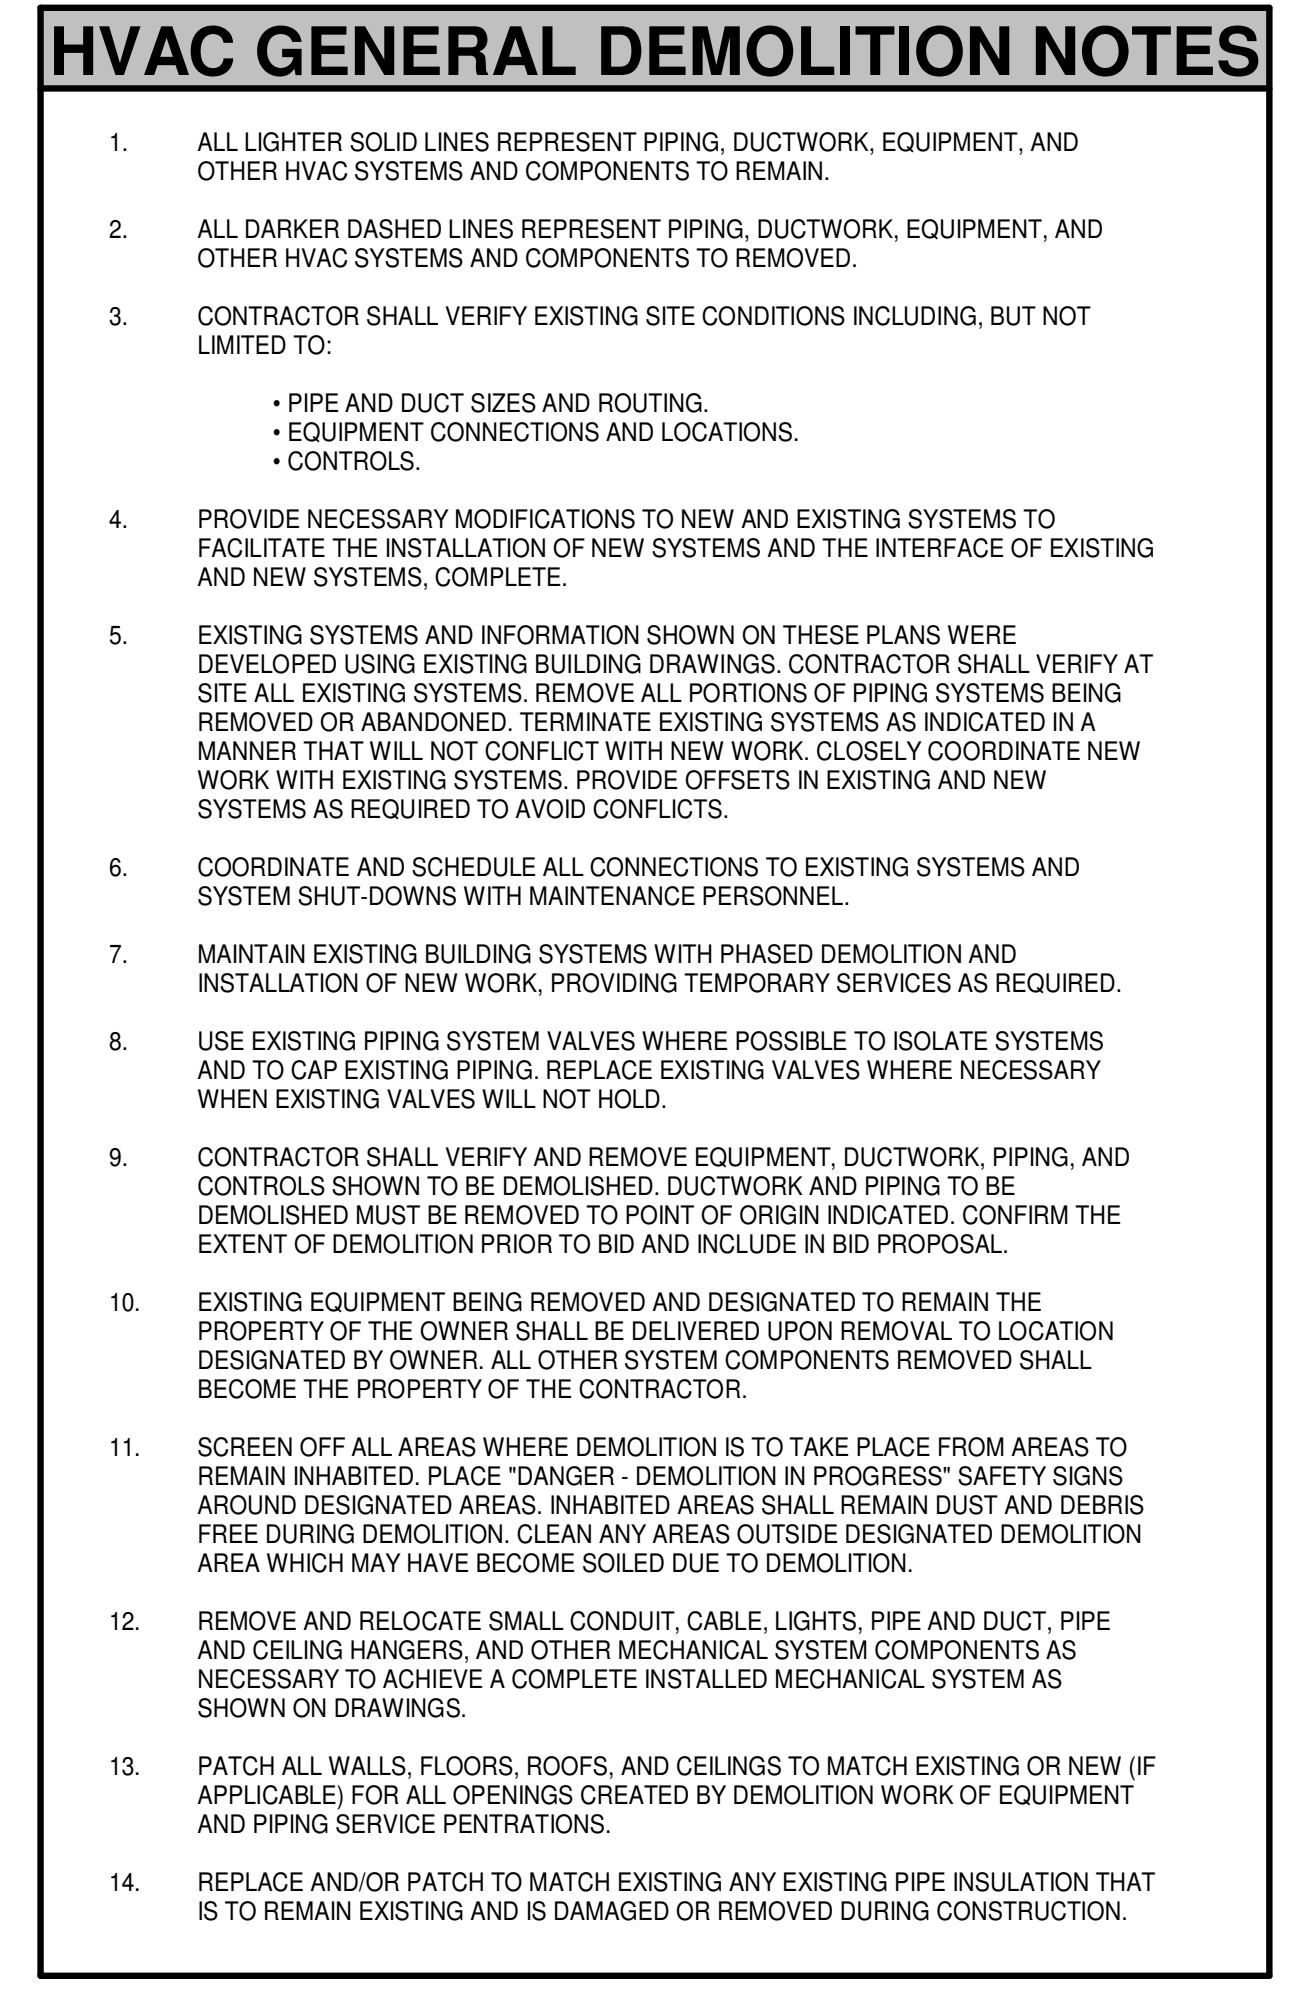 HVAC GENERAL DEMOLITION NOTES
1. ALL LIGHTER SOLID LINES REPRESENT PIPING, DUCTWORK, EQUIPMENT, AND
OTHER HVAC SYSTEMS AND COMPONENTS TO REMAIN.
2. ALL DARKER DASHED LINES REPRESENT PIPING, DUCTWORK, EQUIPMENT, AND
OTHER HVAC SYSTEMS AND COMPONENTS TO REMOVED.
3. CONTRACTOR SHALL VERIFY EXISTING SITE CONDITIONS INCLUDING, BUT NOT
LIMITED TO:
• PIPE AND DUCT SIZES AND ROUTING.
• EQUIPMENT CONNECTIONS AND LOCATIONS.
• CONTROLS.
4. PROVIDE NECESSARY MODIFICATIONS TO NEW AND EXISTING SYSTEMS TO
FACILITATE THE INSTALLATION OF NEW SYSTEMS AND THE INTERFACE OF EXISTING
AND NEW SYSTEMS, COMPLETE.
5. EXISTING SYSTEMS AND INFORMATION SHOWN ON THESE PLANS WERE
DEVELOPED USING EXISTING BUILDING DRAWINGS. CONTRACTOR SHALL VERIFY AT
SITE ALL EXISTING SYSTEMS. REMOVE ALL PORTIONS OF PIPING SYSTEMS BEING
REMOVED OR ABANDONED. TERMINATE EXISTING SYSTEMS AS INDICATED IN A
MANNER THAT WILL NOT CONFLICT WITH NEW WORK. CLOSELY COORDINATE NEW
WORK WITH EXISTING SYSTEMS. PROVIDE OFFSETS IN EXISTING AND NEW
SYSTEMS AS REQUIRED TO AVOID CONFLICTS.
6. COORDINATE AND SCHEDULE ALL CONNECTIONS TO EXISTING SYSTEMS AND
SYSTEM SHUT-DOWNS WITH MAINTENANCE PERSONNEL.
7. MAINTAIN EXISTING BUILDING SYSTEMS WITH PHASED DEMOLITION AND
INSTALLATION OF NEW WORK, PROVIDING TEMPORARY SERVICES AS REQUIRED.
8. USE EXISTING PIPING SYSTEM VALVES WHERE POSSIBLE TO ISOLATE SYSTEMS
AND TO CAP EXISTING PIPING. REPLACE EXISTING VALVES WHERE NECESSARY
WHEN EXISTING VALVES WILL NOT HOLD.
9. CONTRACTOR SHALL VERIFY AND REMOVE EQUIPMENT, DUCTWORK, PIPING, AND
CONTROLS SHOWN TO BE DEMOLISHED. DUCTWORK AND PIPING TO BE
DEMOLISHED MUST BE REMOVED TO POINT OF ORIGIN INDICATED. CONFIRM THE
EXTENT OF DEMOLITION PRIOR TO BID AND INCLUDE IN BID PROPOSAL.
10. EXISTING EQUIPMENT BEING REMOVED AND DESIGNATED TO REMAIN THE
PROPERTY OF THE OWNER SHALL BE DELIVERED UPON REMOVAL TO LOCATION
DESIGNATED BY OWNER. ALL OTHER SYSTEM COMPONENTS REMOVED SHALL
BECOME THE PROPERTY OF THE CONTRACTOR.
11. SCREEN OFF ALL AREAS WHERE DEMOLITION IS TO TAKE PLACE FROM AREAS TO
REMAIN INHABITED. PLACE "DANGER - DEMOLITION IN PROGRESS" SAFETY SIGNS
AROUND DESIGNATED AREAS. INHABITED AREAS SHALL REMAIN DUST AND DEBRIS
FREE DURING DEMOLITION. CLEAN ANY AREAS OUTSIDE DESIGNATED DEMOLITION
AREA WHICH MAY HAVE BECOME SOILED DUE TO DEMOLITION.
12. REMOVE AND RELOCATE SMALL CONDUIT, CABLE, LIGHTS, PIPE AND DUCT, PIPE
AND CEILING HANGERS, AND OTHER MECHANICAL SYSTEM COMPONENTS AS
NECESSARY TO ACHIEVE A COMPLETE INSTALLED MECHANICAL SYSTEM AS
SHOWN ON DRAWINGS.
13. PATCH ALL WALLS, FLOORS, ROOFS, AND CEILINGS TO MATCH EXISTING OR NEW (IF
APPLICABLE) FOR ALL OPENINGS CREATED BY DEMOLITION WORK OF EQUIPMENT
AND PIPING SERVICE PENTRATIONS.
14. REPLACE AND/OR PATCH TO MATCH EXISTING ANY EXISTING PIPE INSULATION THAT
IS TO REMAIN EXISTING AND IS DAMAGED OR REMOVED DURING CONSTRUCTION.